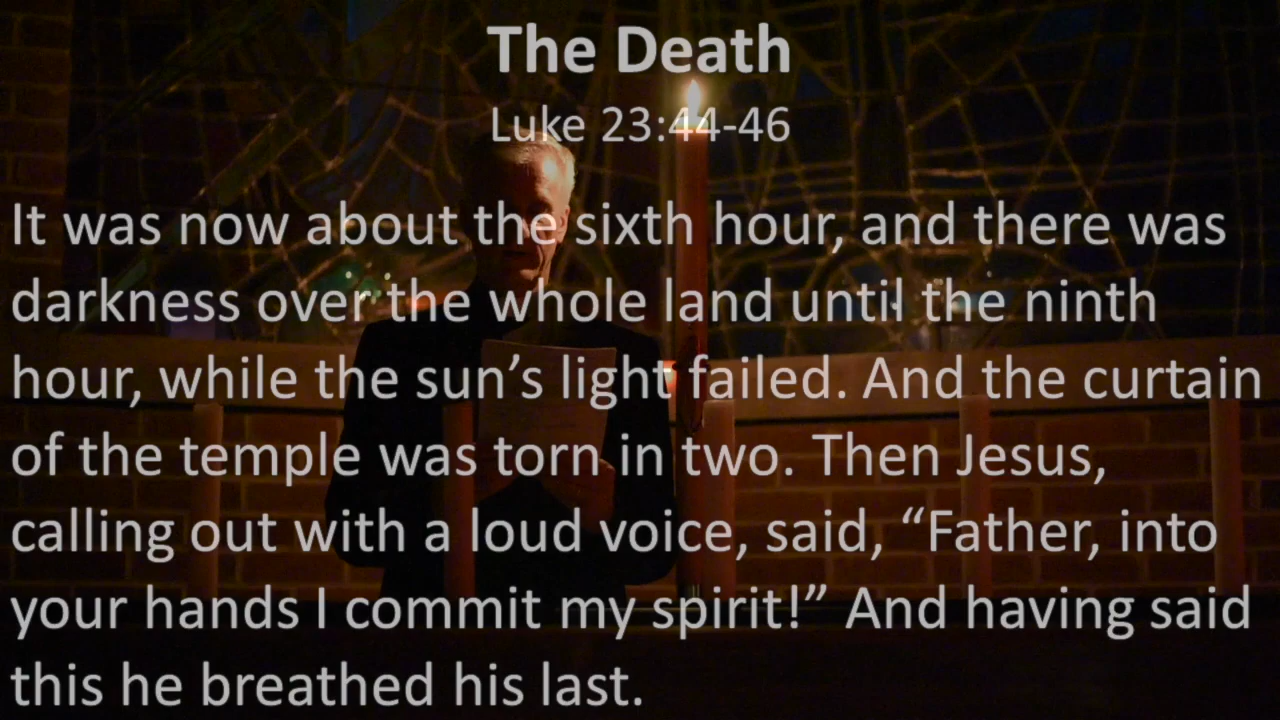 The Death
Luke 23:44-46
It was now about the sixth hour, and there was
darkness over the whole land until the ninth
hour, while the sun’s light failed. And the curtain
of the temple was torn in two. Then Jesus,
calling out with a loud voice, said, “Father, into
your hands I commit my spirit!” And having said
this he breathed his last.